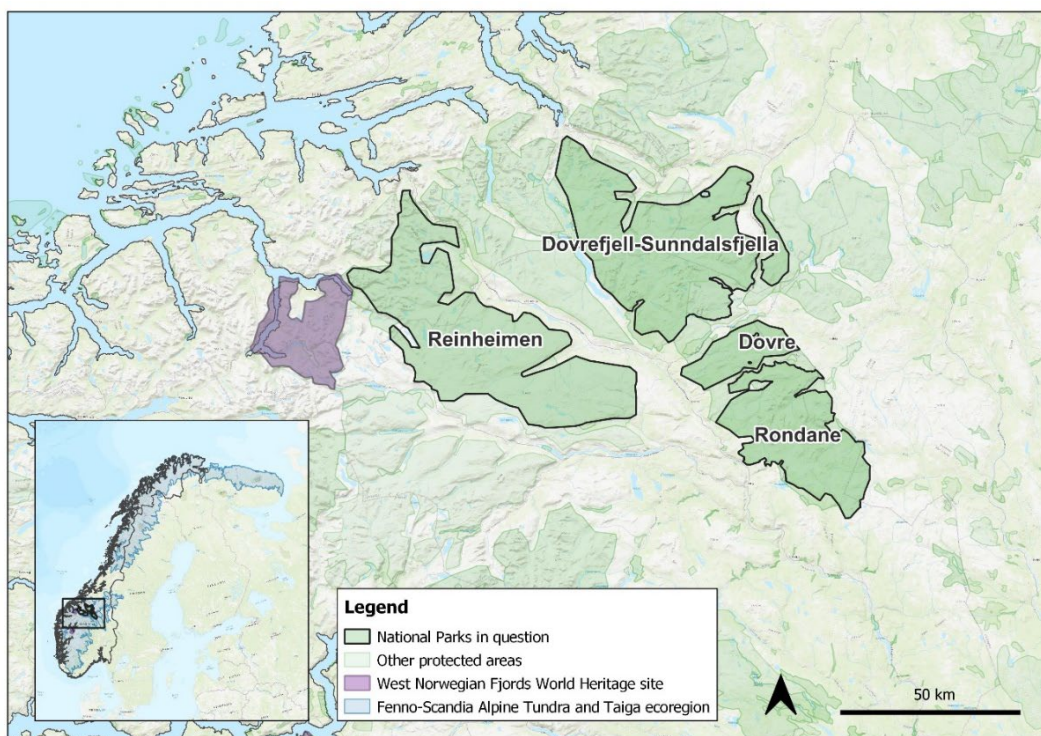 Dovrefjell-Sunndalsfjella
Reinheimen
Dovre
Rondane
Legend
National Parks in question
Other protected areas
West Norwegian Fjords World Heritage site
Fenno-Scandia Alpine Tundra and Taiga ecoregion
50 km